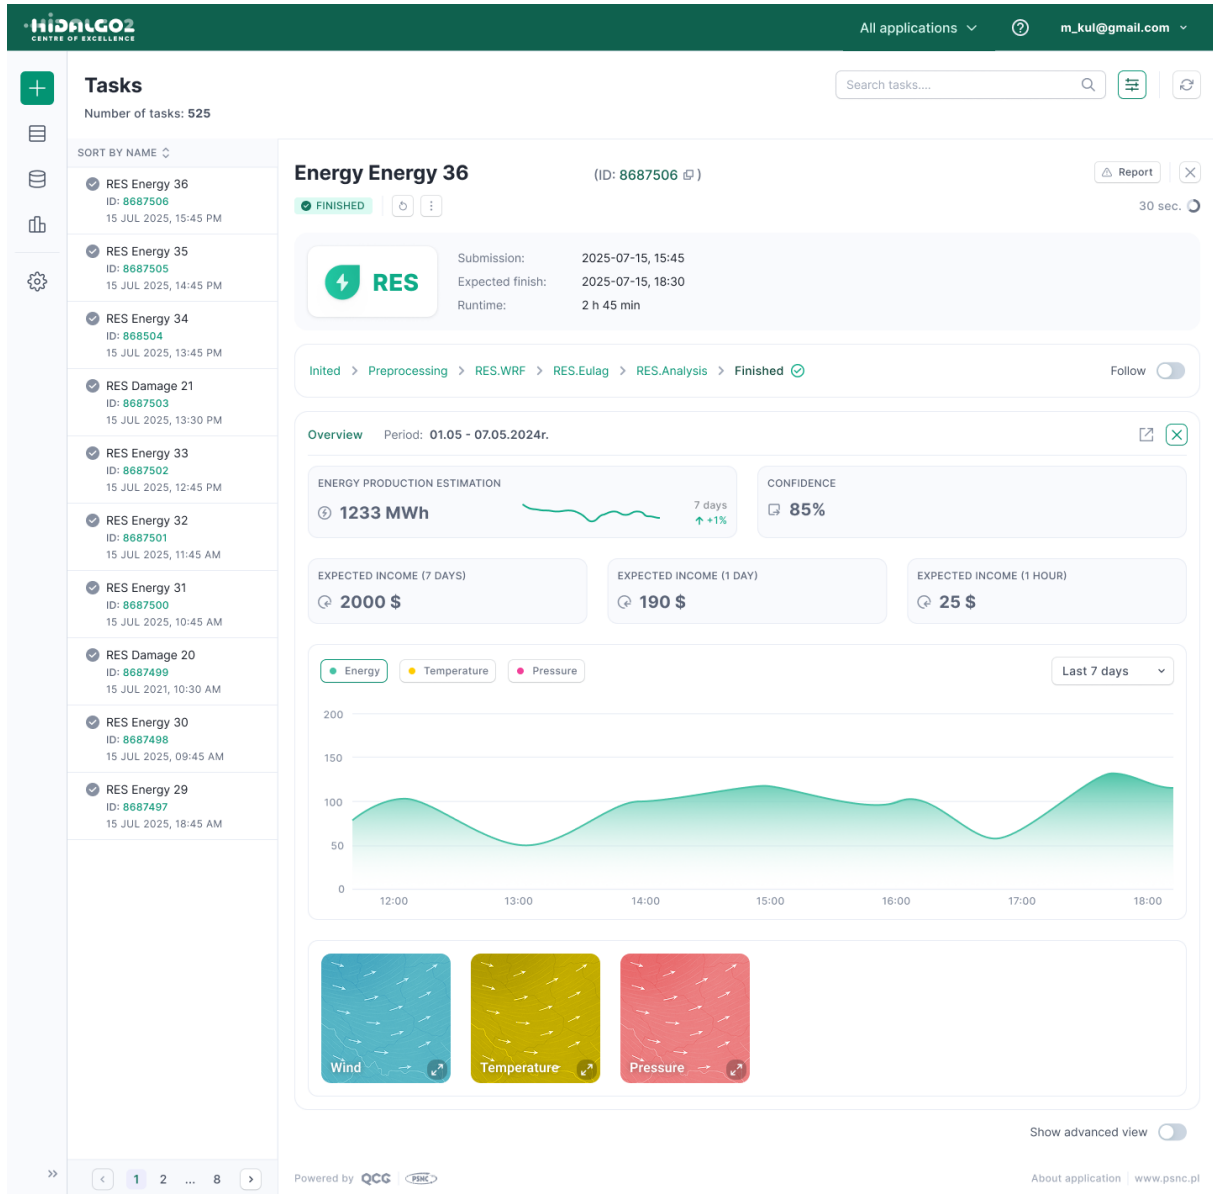 HiDALGO2
CENTRE OF EXCELLENCE
All applications
m_kul@gmail.com
Tasks
Number of tasks: 525
Search tasks....
SORT BY NAME
RES Energy 36
ID: 8687506
15 JUL 2025, 15:45 PM
RES Energy 35
ID: 8687505
15 JUL 2025, 14:45 PM
RES Energy 34
ID: 868504
15 JUL 2025, 13:45 PM
RES Damage 21
ID: 8687503
15 JUL 2025, 13:30 PM
RES Energy 33
ID: 8687502
15 JUL 2025, 12:45 PM
RES Energy 32
ID: 8687501
15 JUL 2025, 11:45 AM
RES Energy 31
ID: 8687500
15 JUL 2025, 10:45 AM
RES Damage 20
ID: 8687499
15 JUL 2021, 10:30 AM
RES Energy 30
ID: 8687498
15 JUL 2025, 09:45 AM
RES Energy 29
ID: 8687497
15 JUL 2025, 18:45 AM
1 2 ... 8
Energy Energy 36
(ID: 8687506 )
Report
FINISHED
30 sec.
RES
Submission: 2025-07-15, 15:45
Expected finish: 2025-07-15, 18:30
Runtime: 2 h 45 min
Inited > Preprocessing > RES.WRF > RES.Eulag > RES.Analysis > Finished
Follow
Overview Period: 01.05 - 07.05.2024r.
ENERGY PRODUCTION ESTIMATION
1233 MWh
7 days
+1%
CONFIDENCE
85%
EXPECTED INCOME (7 DAYS)
2000 $
EXPECTED INCOME (1 DAY)
190 $
EXPECTED INCOME (1 HOUR)
25 $
Energy Temperature Pressure
Last 7 days
200
150
100
50
0
12:00 13:00 14:00 15:00 16:00 17:00 18:00
Wind
Temperature
Pressure
Show advanced view
Powered by QCG PSNC
About application www.psnc.pl